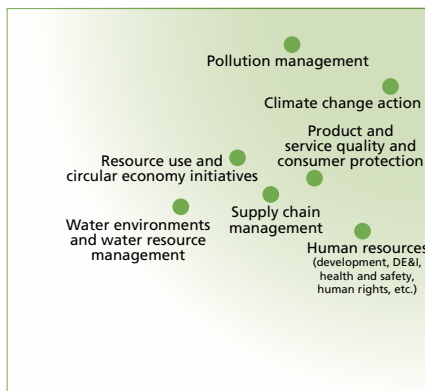 Pollution management
Climate change action
Product and
service quality and
consumer protection
Resource use and
circular economy initiatives
Supply chain
management
Water environments
and water resource
management
Human resources
(development, DE&I,
health and safety,
human rights, etc.)